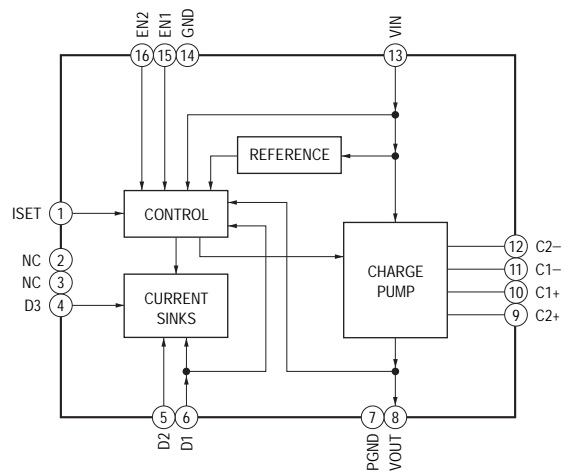 EN2
EN1
GND
VIN
16
15
14
13
REFERENCE
ISET 1
CONTROL
NC 2
NC 3
D3 4
CURRENT
SINKS
CHARGE
PUMP
12 C2–
11 C1–
10 C1+
9 C2+
5
6
7
8
D2
D1
PGND
VOUT